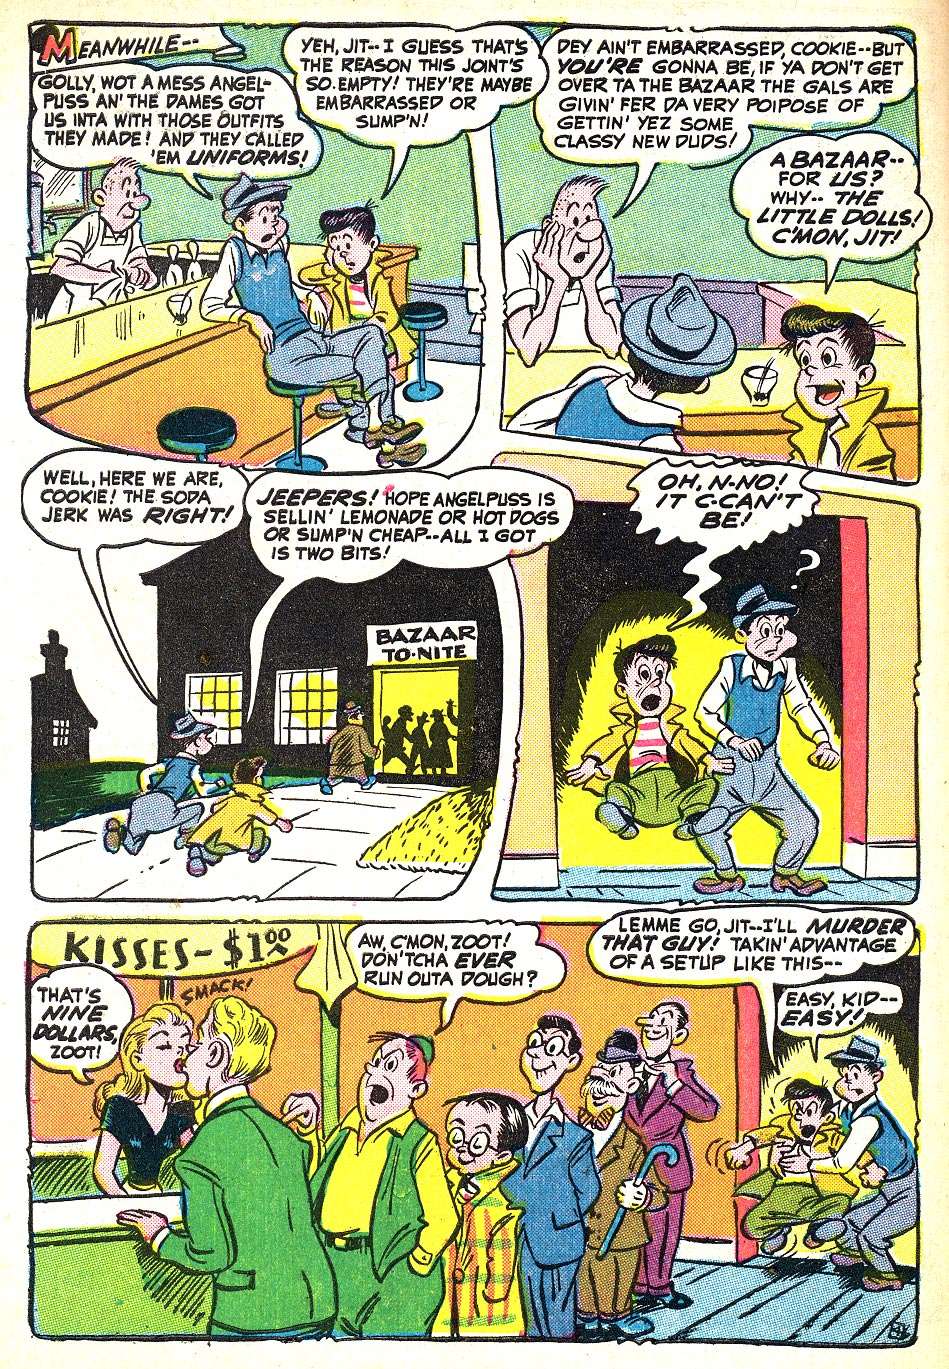 MEANWHILE--
GOLLY, WOT A MESS ANGEL-
PUSS AN' THE DAMES GOT
US INTA WITH THOSE OUTFITS
THEY MADE! AND THEY CALLED
'EM UNIFORMS!
YEH, JIT--I GUESS THAT'S
THE REASON THIS JOINT'S
SO EMPTY! THEY'RE MAYBE
EMBARRASSED OR
SUMP'N!
DEY AIN'T EMBARRASSED, COOKIE--BUT
YOU'RE GONNA BE, IF YA DON'T GET
OVER TA THE BAZAAR THE GALS ARE
GIVIN' FER DA VERY POIPOSE OF
GETTIN' YEZ SOME
CLASSY NEW DUDS!
A BAZAAR--
FOR US?
WHY-- THE
LITTLE DOLLS!
C'MON, JIT!
WELL, HERE WE ARE,
COOKIE! THE SODA
JERK WAS RIGHT!
JEEPERS! HOPE ANGELPUSS IS
SELLIN' LEMONADE OR HOT DOGS
OR SUMP'N CHEAP--ALL I GOT
IS TWO BITS!
BAZAAR
TO-NITE
OH, N-NO!
IT C-CAN'T
BE!
?
KISSES-$1.00
THAT'S
NINE
DOLLARS,
ZOOT!
SMACK!
AW, C'MON, ZOOT!
DON'TCHA EVER
RUN OUTA DOUGH?
LEMME GO, JIT--I'LL MURDER
THAT GUY! TAKIN' ADVANTAGE
OF A SETUP LIKE THIS--
EASY, KID--
EASY!